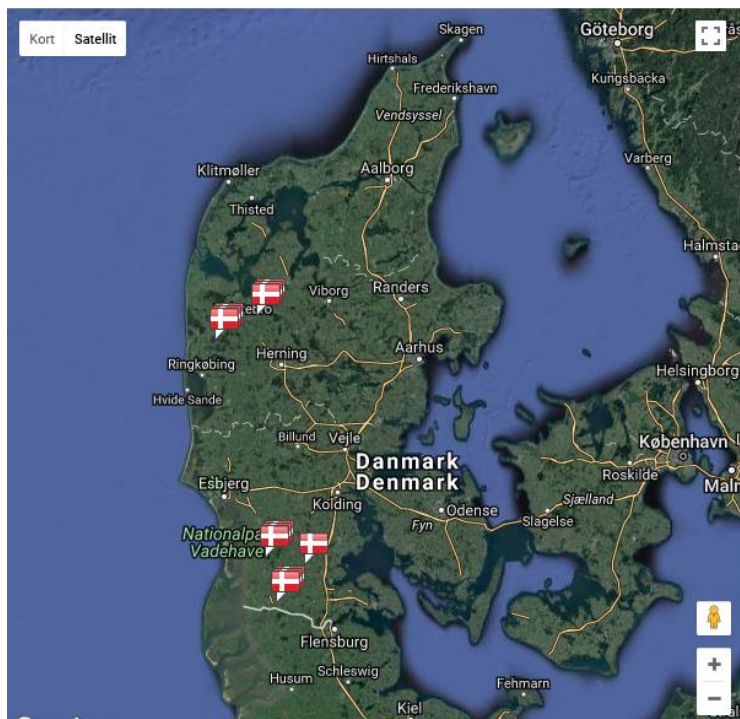 Kort
Satellit
Skagen
Göteborg
Hirtshals
Kungsbacka
Frederikshavn
Vendsyssel
Klitmøller
Aalborg
Varberg
Thisted
Halmstad
Viborg
Randers
Ringkøbing
Herning
Aarhus
Helsingborg
Hvide Sande
Billund
Vejle
København
Danmark
Denmark
Roskilde
Esbjerg
Kolding
Sjælland
Odense
Fyn
Slagelse
Flensburg
Schleswig
Husum
Fehmarn
Kiel